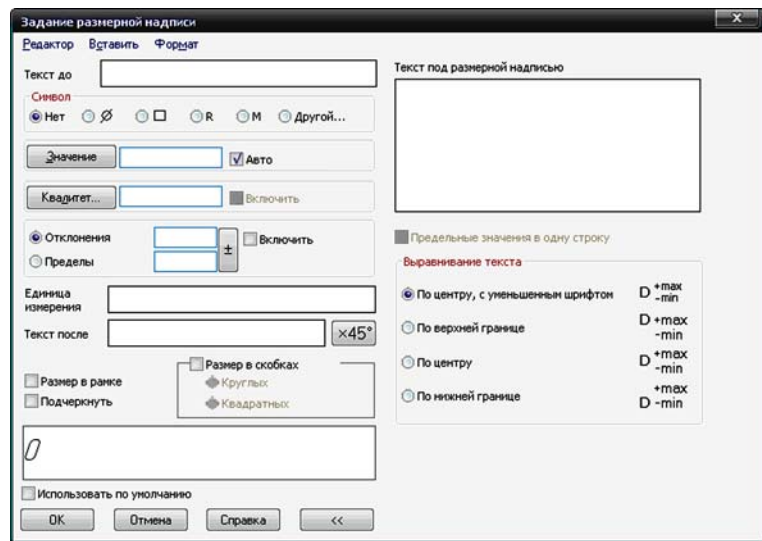 Задание размерной надписи
Редактор Вставить Формат
Текст до
Символ
Нет Ø □ R M Другой...
Значение Авто
Квалитет... Включить
Отклонения Включить
±
Пределы
Единица
измерения
Текст после ×45°
Размер в рамке
Подчеркнуть
Размер в скобках
Круглых
Квадратных
0
Использовать по умолчанию
OK Отмена Справка <<
Текст под размерной надписью
Предельные значения в одну строку
Выравнивание текста
По центру, с уменьшенным шрифтом D +max
-min
По верхней границе D +max
-min
По центру D +max
-min
По нижней границе +max
D -min